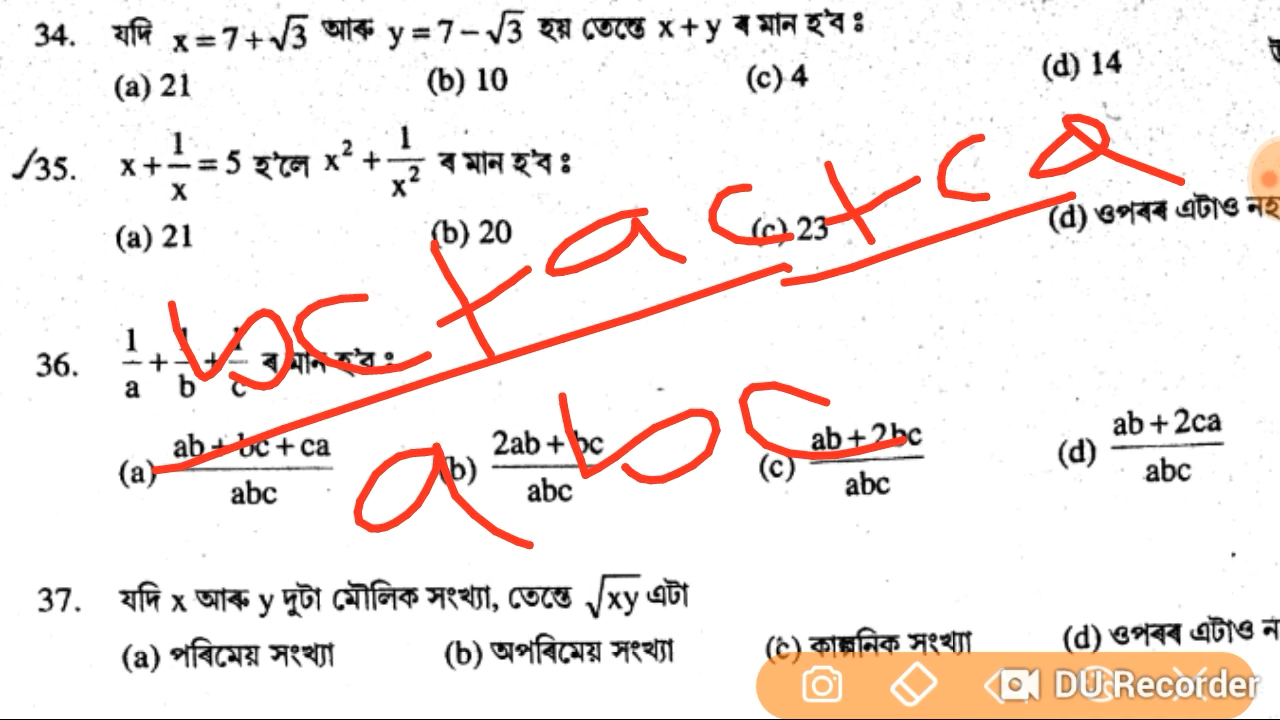 34. যদি x = 7 + √3 আৰু y = 7 − √3 হয় তেন্তে x + y ৰ মান হ'ব ঃ
(a) 21 (b) 10 (c) 4 (d) 14
35. x + 1/x = 5 হ'লে x² + 1/x² ৰ মান হ'ব ঃ
(a) 21 (b) 20 (c) 23 (d) ওপৰৰ এটাও নহ
bc + ac + ca
abc
36. 1/a + 1/b + 1/c ৰ মান হ'ব ঃ
(a) ab + bc + ca / abc (b) 2ab + bc / abc (c) ab + 2bc / abc (d) ab + 2ca / abc
37. যদি x আৰু y দুটা মৌলিক সংখ্যা, তেন্তে √xy এটা
(a) পৰিমেয় সংখ্যা (b) অপৰিমেয় সংখ্যা (c) কাল্পনিক সংখ্যা (d) ওপৰৰ এটাও ন
DU Recorder